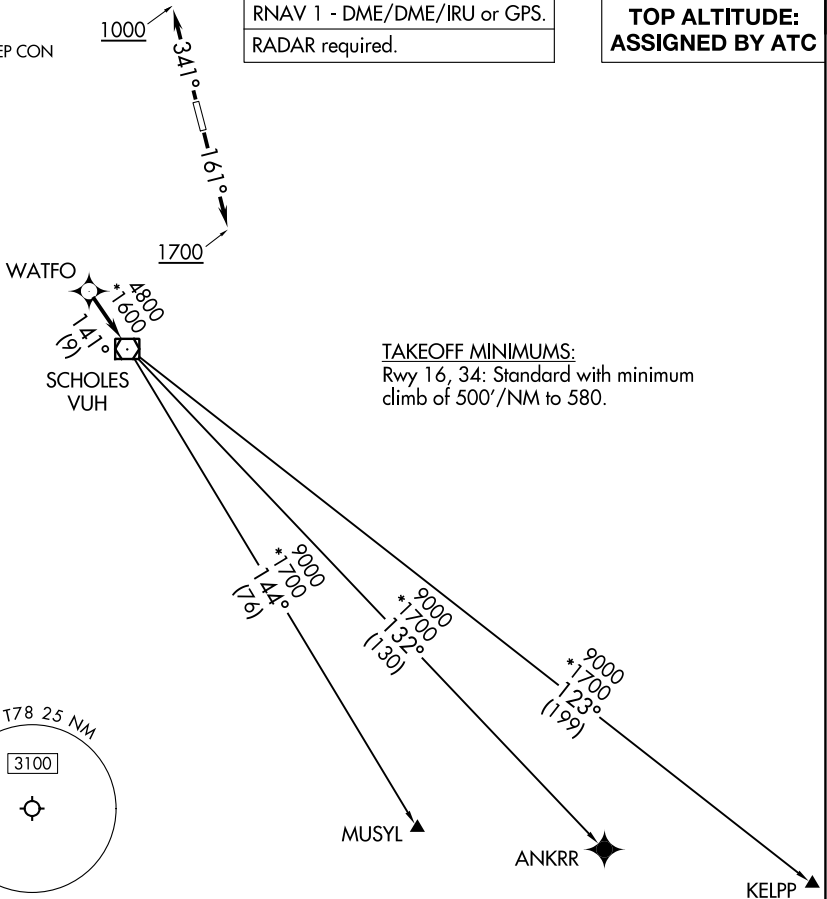 EP CON
RNAV 1 - DME/DME/IRU or GPS.
RADAR required.
TOP ALTITUDE:
ASSIGNED BY ATC
1000
341°
161°
1700
WATFO
4800
*1600
141°
(9)
SCHOLES
VUH
TAKEOFF MINIMUMS:
Rwy 16, 34: Standard with minimum
climb of 500'/NM to 580.
9000
*1700
144°
(76)
9000
*1700
132°
(130)
9000
*1700
123°
(199)
T78 25 NM
3100
MUSYL
ANKRR
KELPP